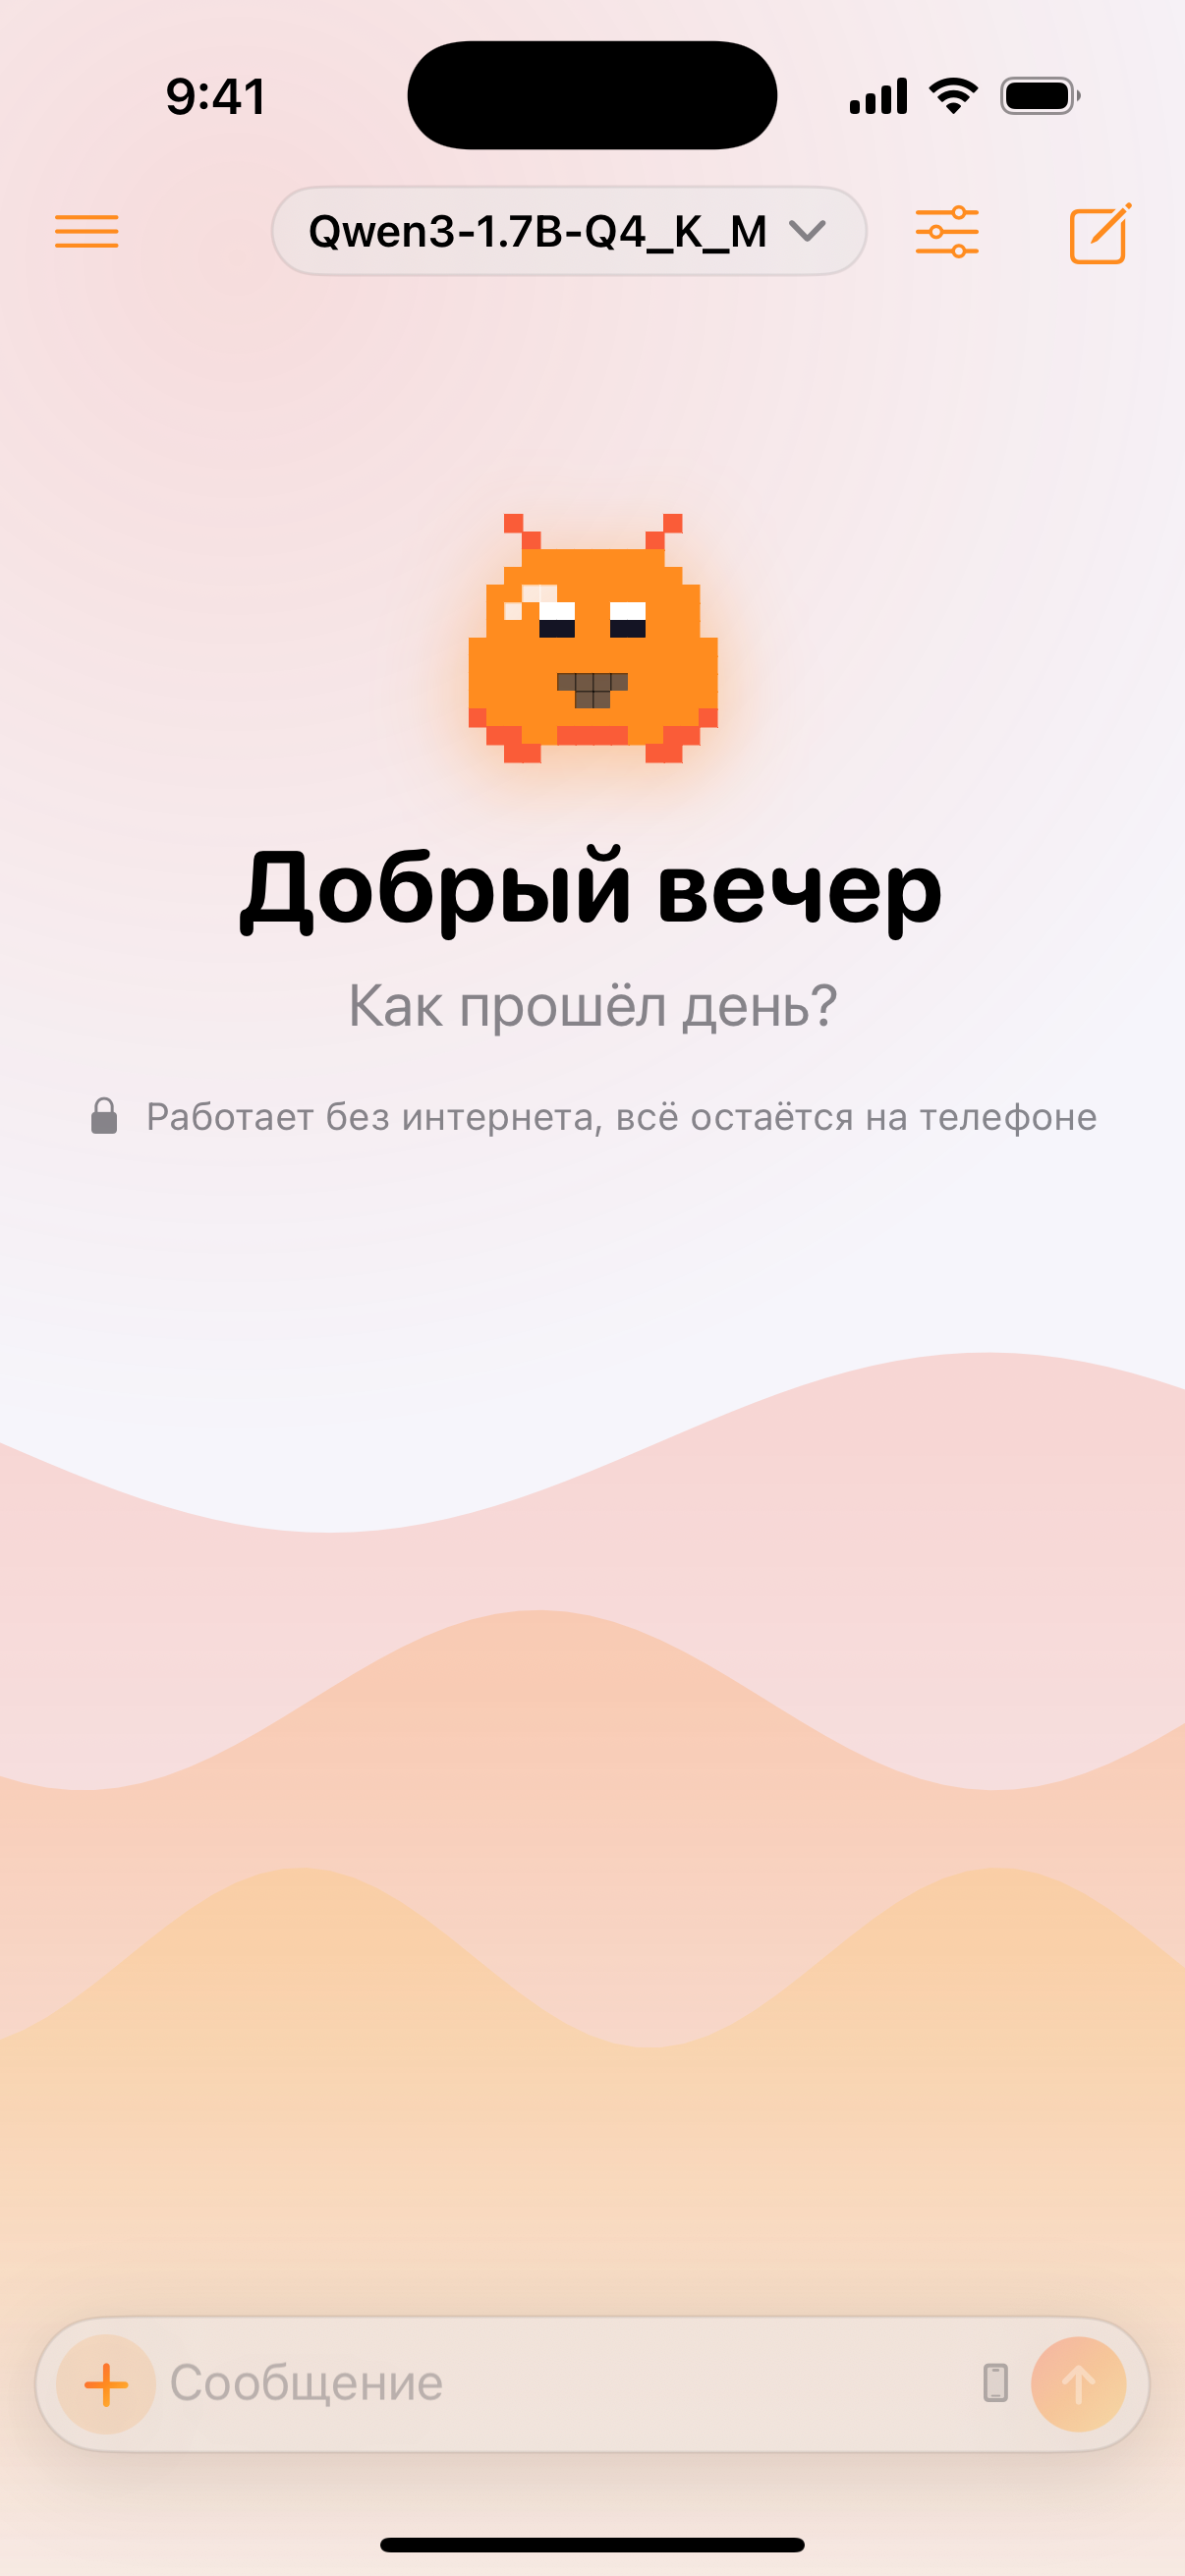 9:41
Qwen3-1.7B-Q4_K_M
Добрый вечер
Как прошёл день?
Работает без интернета, всё остаётся на телефоне
Сообщение